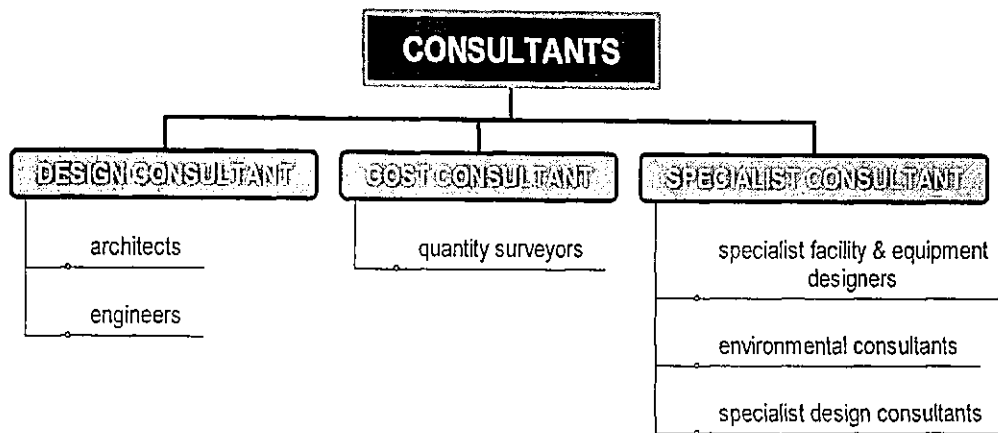 CONSULTANTS
DESIGN CONSULTANT
architects
engineers
COST CONSULTANT
quantity surveyors
SPECIALIST CONSULTANT
specialist facility & equipment
designers
environmental consultants
specialist design consultants